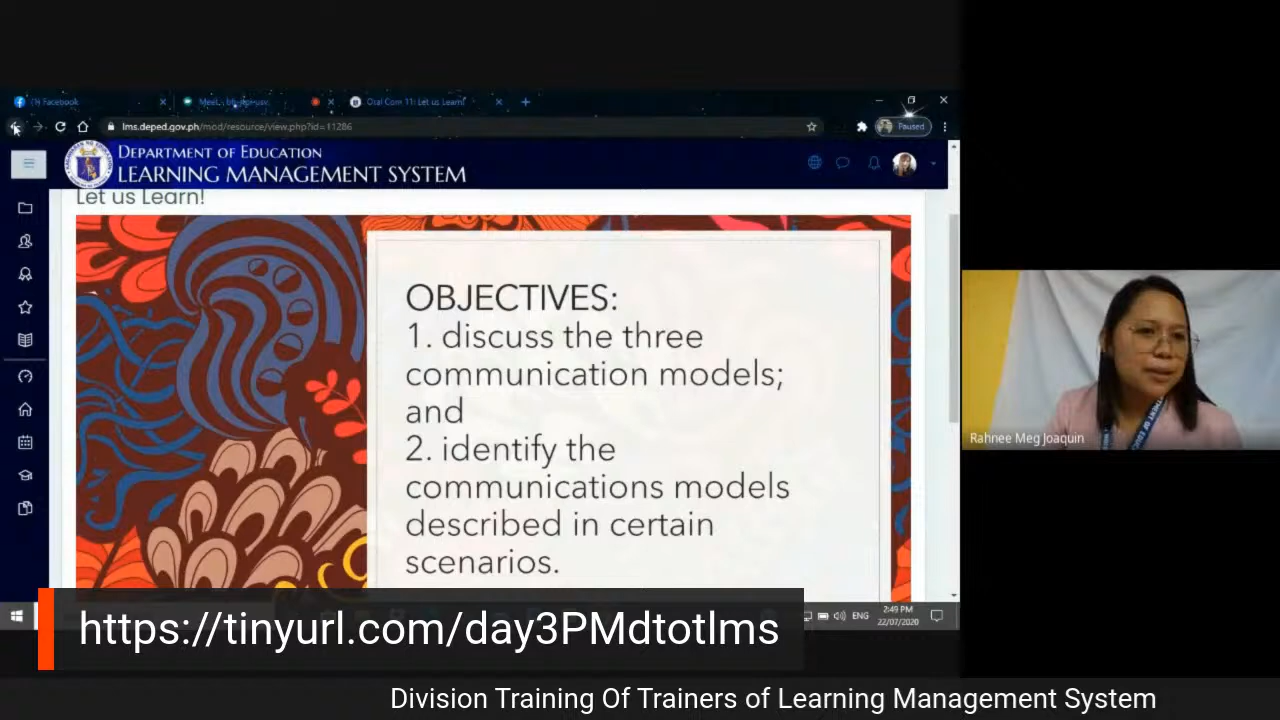 Facebook
Meet
Oral Com 11: Let us Learn!
lms.deped.gov.ph/mod/resource/view.php?id=11286
Paused
DEPARTMENT OF EDUCATION
LEARNING MANAGEMENT SYSTEM
Let us Learn!
OBJECTIVES:
1. discuss the three
communication models;
and
2. identify the
communications models
described in certain
scenarios.
Rahnee Meg Joaquin
ENG
2:49 PM
22/07/2020
https://tinyurl.com/day3PMdtotlms
Division Training Of Trainers of Learning Management System